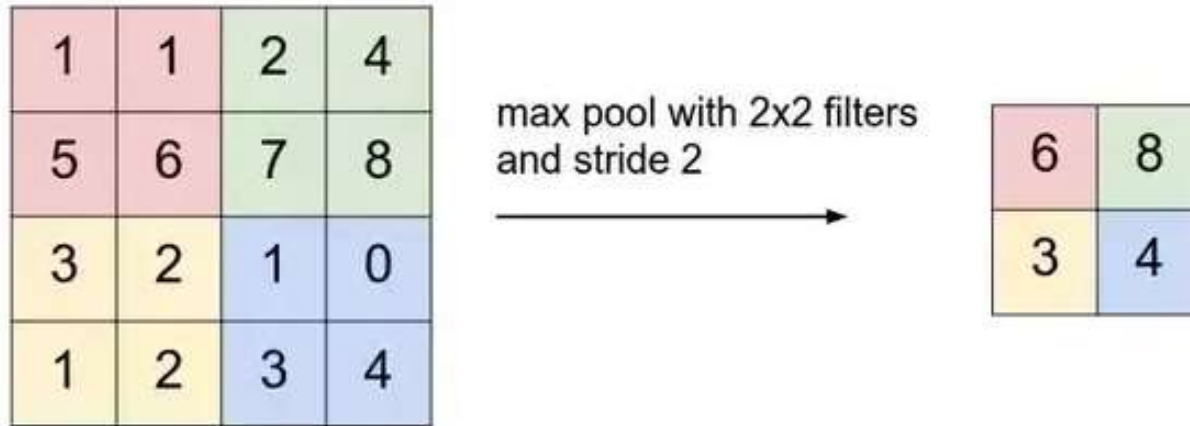 1 1 2 4
5 6 7 8
3 2 1 0
1 2 3 4
max pool with 2x2 filters
and stride 2
6 8
3 4